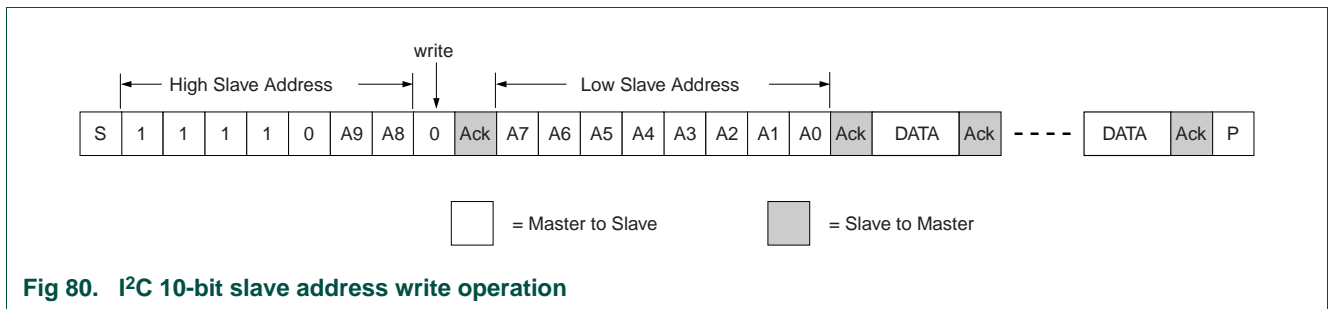 write
High Slave Address
Low Slave Address
S 1 1 1 1 0 A9 A8 0 Ack A7 A6 A5 A4 A3 A2 A1 A0 Ack DATA Ack - - - - DATA Ack P
= Master to Slave
= Slave to Master
Fig 80. I²C 10-bit slave address write operation